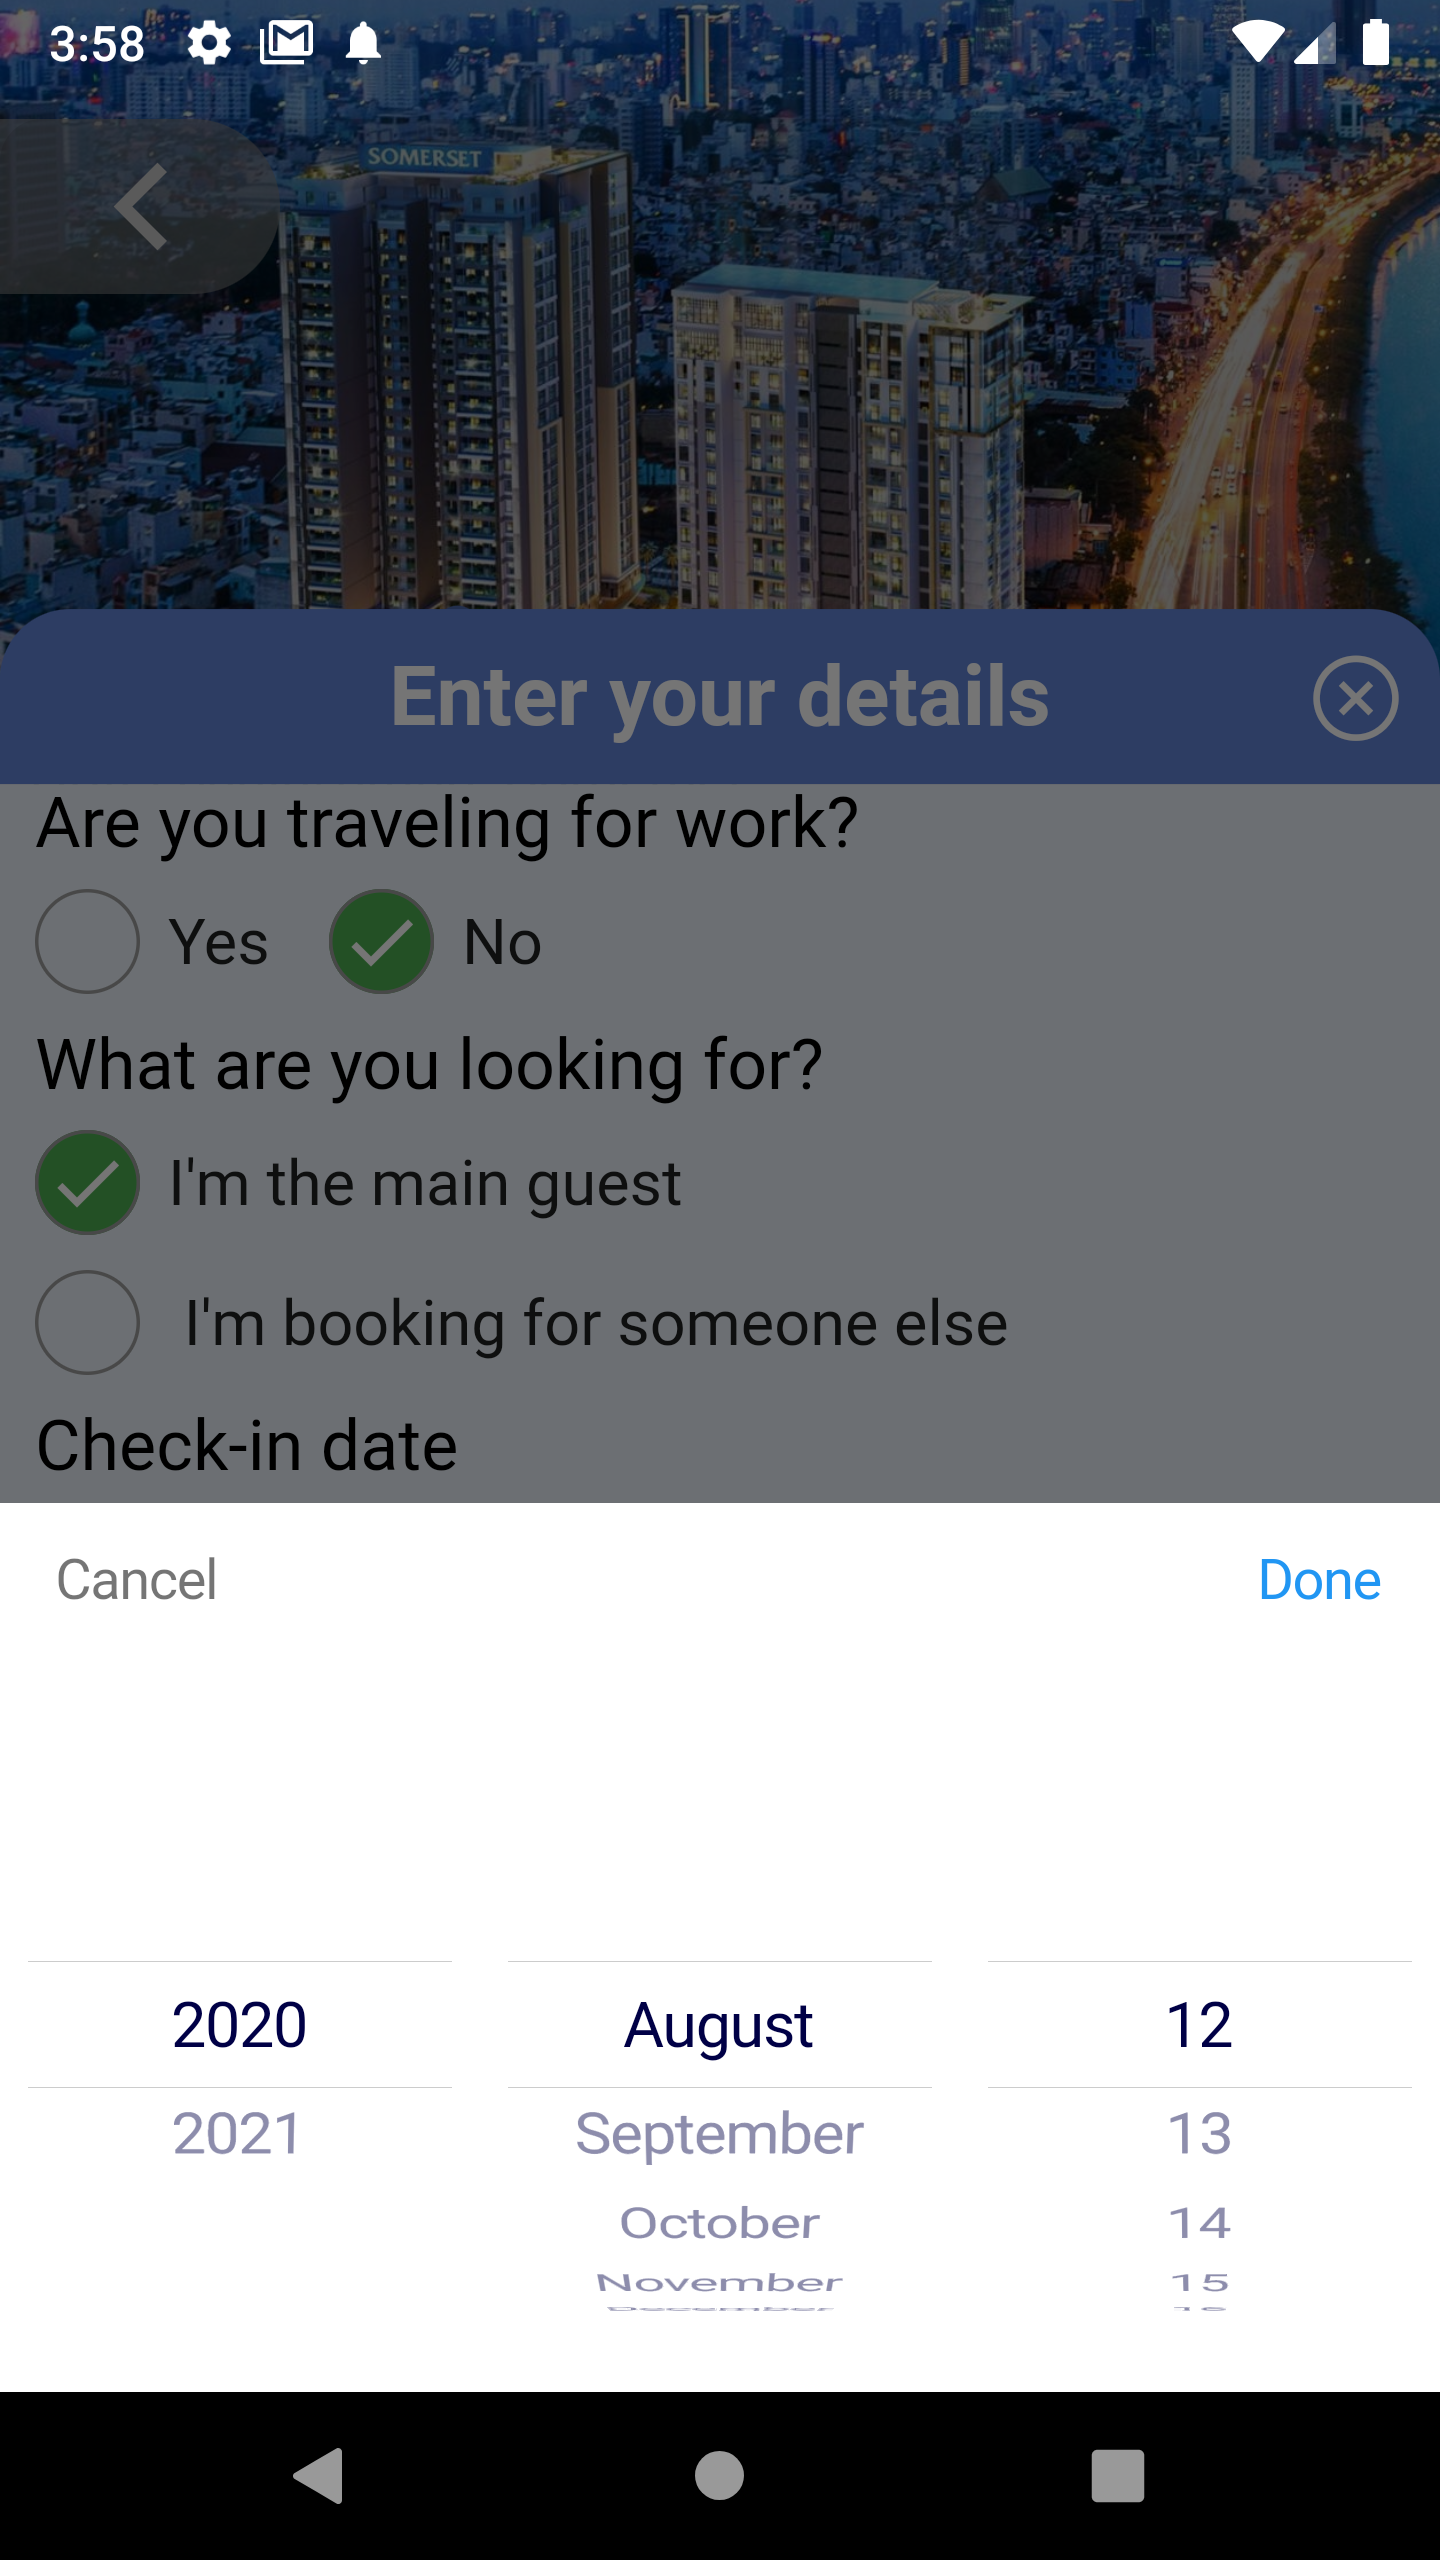 3:58
SOMERSET
Enter your details
Are you traveling for work?
Yes No
What are you looking for?
I'm the main guest
I'm booking for someone else
Check-in date
Cancel Done
2020 August 12
2021 September 13
October 14
November 15
December 16